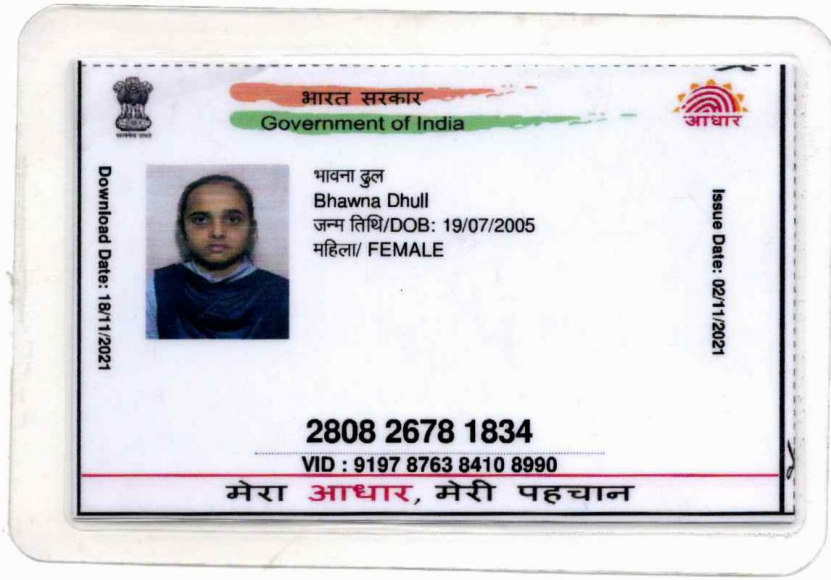 भारत सरकार
Government of India
आधार
Download Date: 18/11/2021
भावना ढुल
Bhawna Dhull
जन्म तिथि/DOB: 19/07/2005
महिला/ FEMALE
Issue Date: 02/11/2021
2808 2678 1834
VID : 9197 8763 8410 8990
मेरा आधार, मेरी पहचान